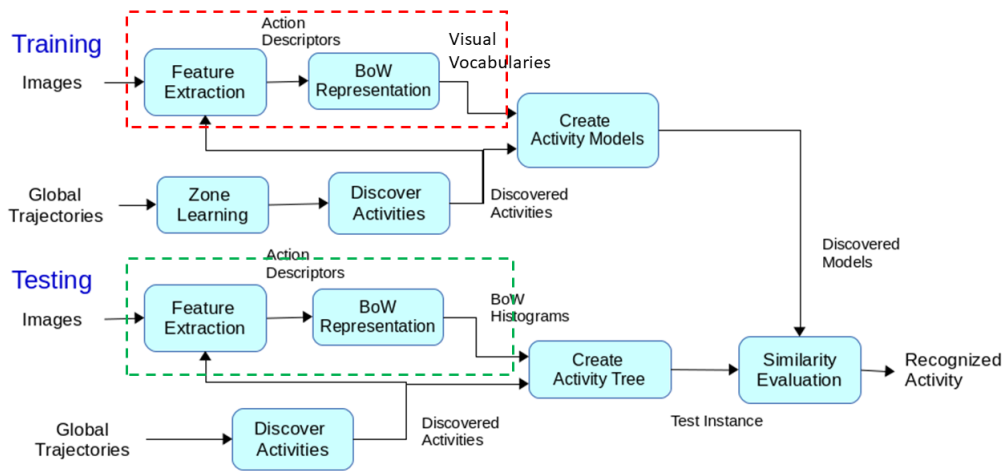 Training
Action
Descriptors
Visual
Vocabularies
Images
Feature
Extraction
BoW
Representation
Create
Activity Models
Global
Trajectories
Zone
Learning
Discover
Activities
Discovered
Activities
Discovered
Models
Testing
Action
Descriptors
Images
Feature
Extraction
BoW
Representation
BoW
Histograms
Create
Activity Tree
Similarity
Evaluation
Recognized
Activity
Test Instance
Global
Trajectories
Discover
Activities
Discovered
Activities